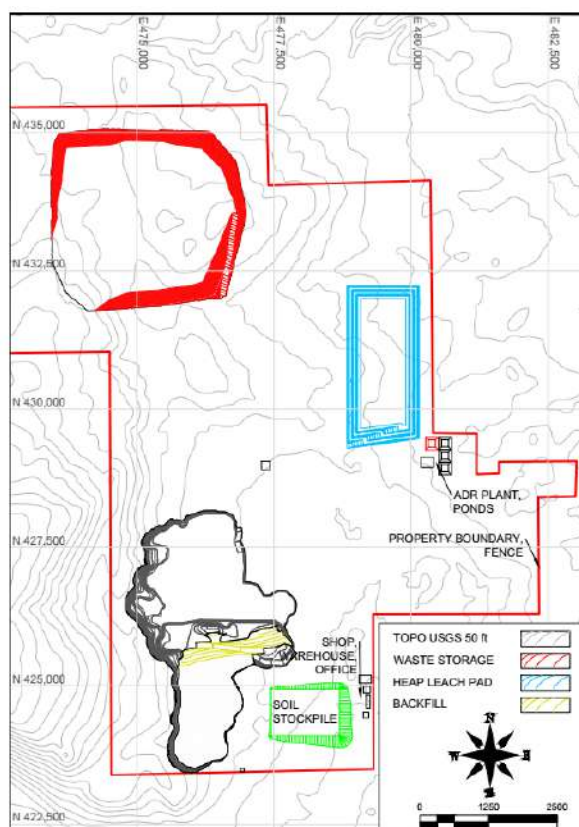 E 475,000
E 477,500
E 480,000
E 482,500
N 435,000
N 432,500
N 430,000
ADR PLANT,
PONDS
N 427,500
PROPERTY BOUNDARY,
FENCE
SHOP,
WAREHOUSE,
OFFICE
N 425,000
SOIL
STOCKPILE
TOPO USGS 50 ft
WASTE STORAGE
HEAP LEACH PAD
BACKFILL
N
W
E
S
0 1250 2500
N 422,500